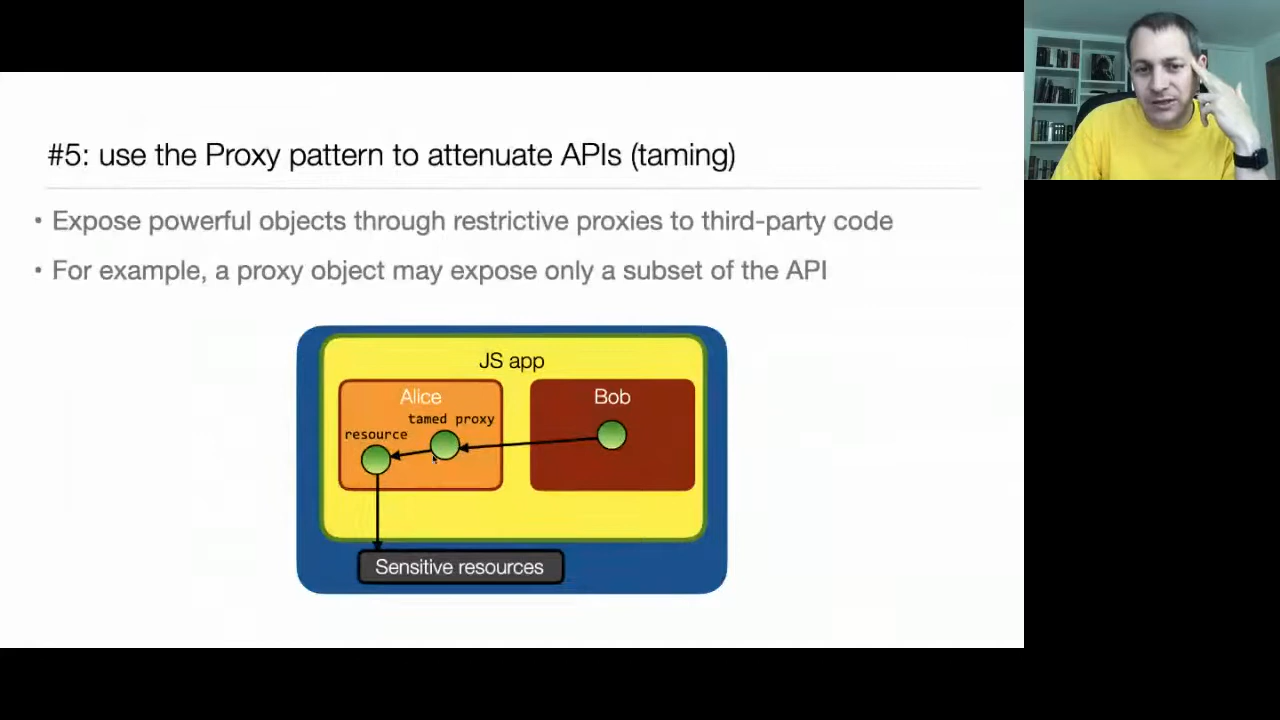 #5: use the Proxy pattern to attenuate APIs (taming)
• Expose powerful objects through restrictive proxies to third-party code
• For example, a proxy object may expose only a subset of the API
JS app
Alice
Bob
tamed proxy
resource
Sensitive resources